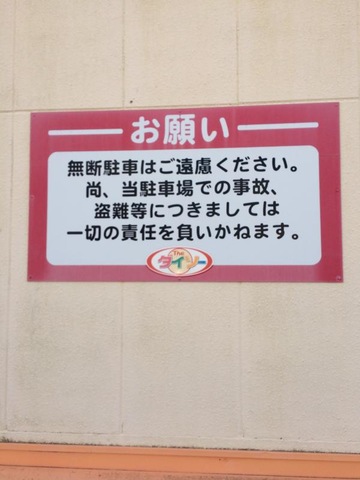 お願い
無断駐車はご遠慮ください。
尚、当駐車場での事故、
盗難等につきましては
一切の責任を負いかねます。
The
ダイソー